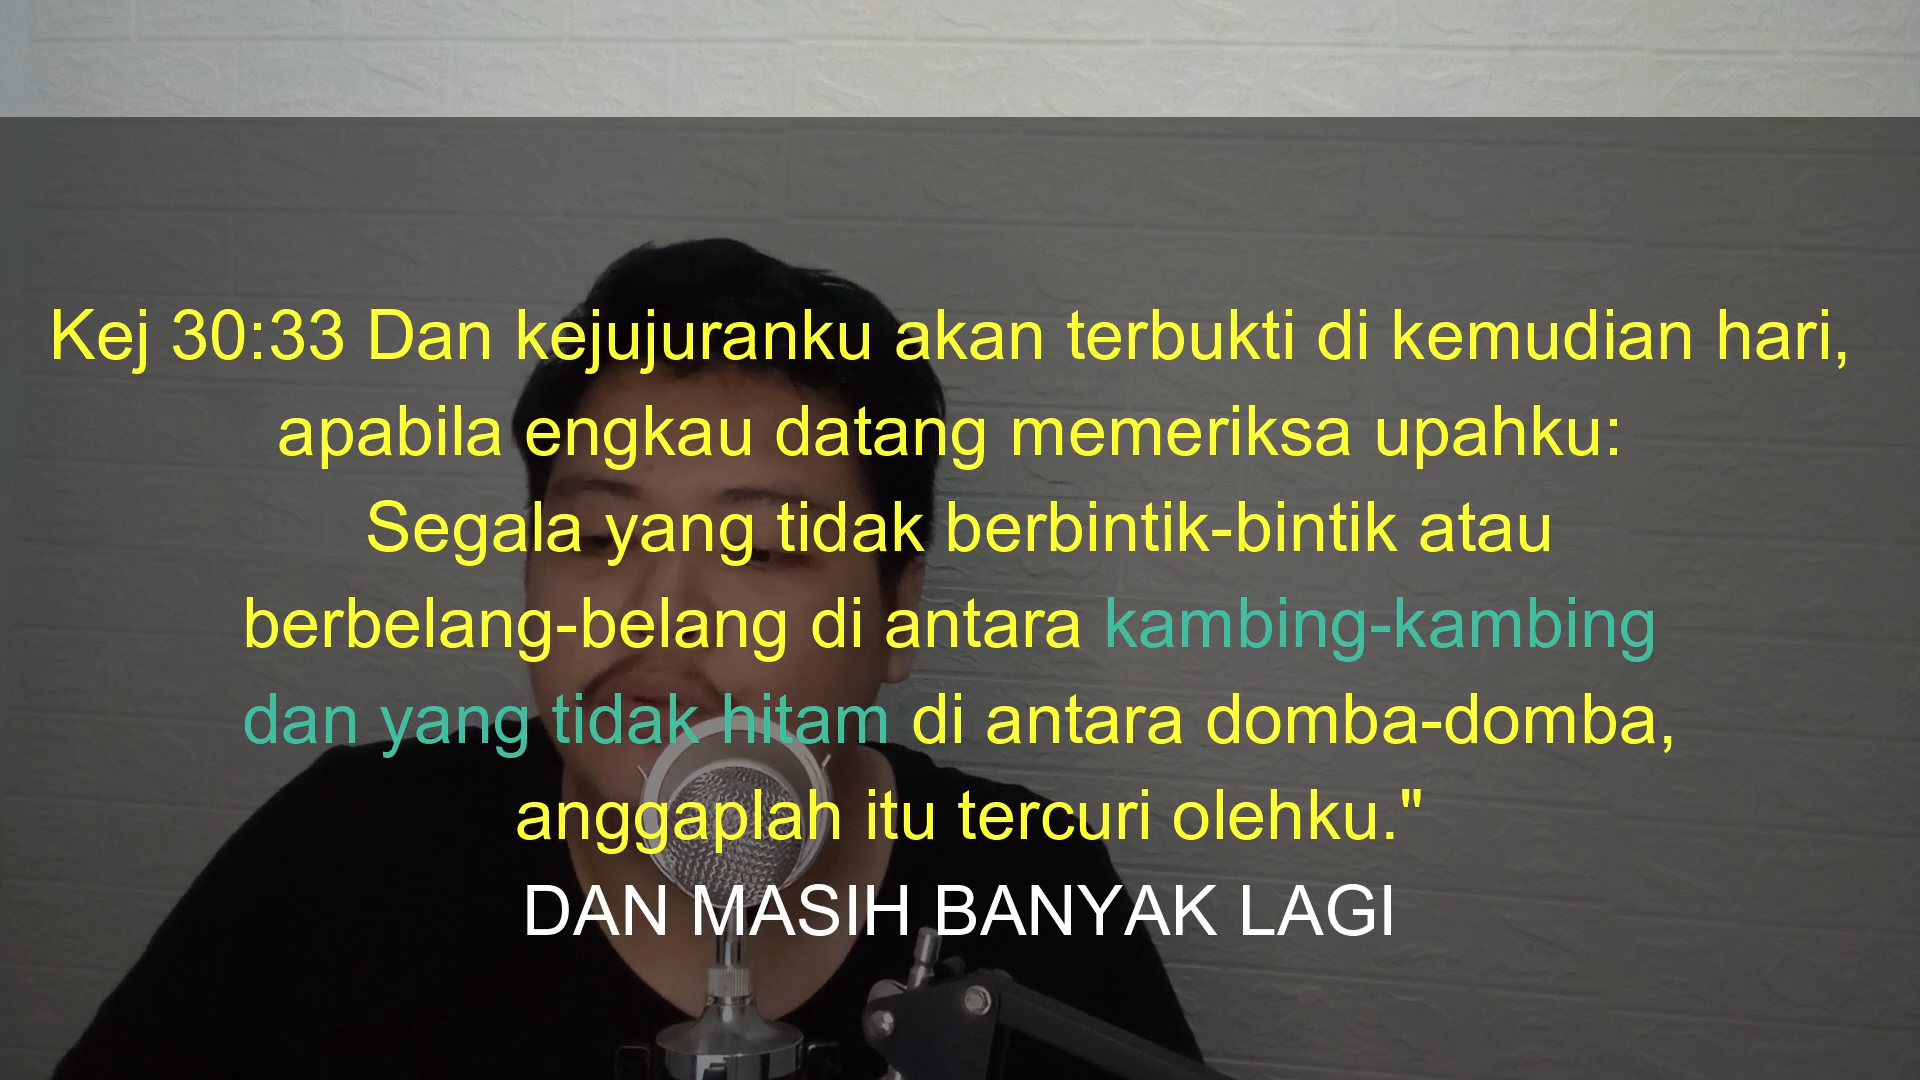 Kej 30:33 Dan kejujuranku akan terbukti di kemudian hari,
apabila engkau datang memeriksa upahku:
Segala yang tidak berbintik-bintik atau
berbelang-belang di antara kambing-kambing
dan yang tidak hitam di antara domba-domba,
anggaplah itu tercuri olehku."
DAN MASIH BANYAK LAGI